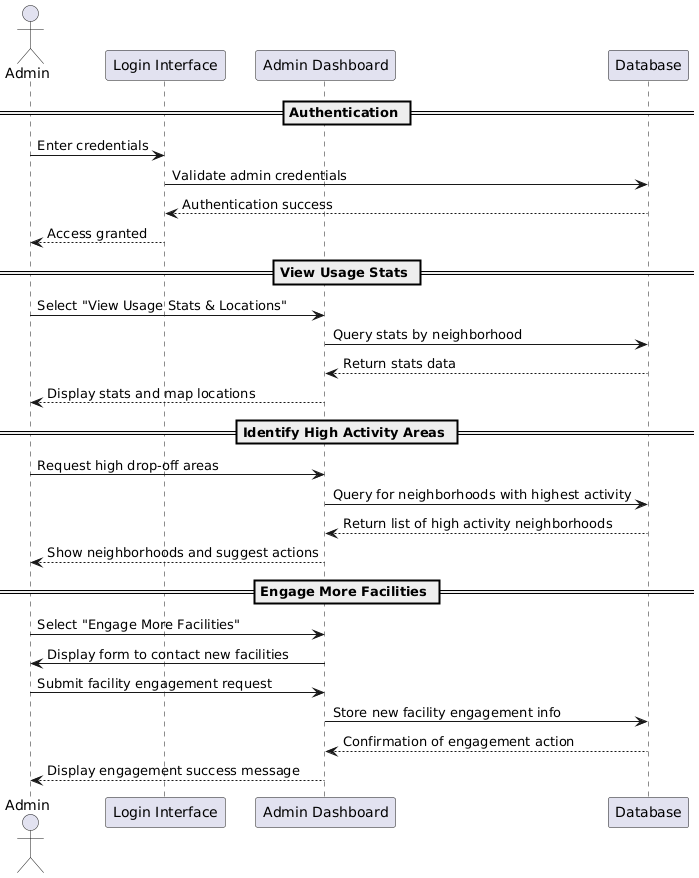 Admin
Login Interface
Admin Dashboard
Database
Authentication
Enter credentials
Validate admin credentials
Authentication success
Access granted
View Usage Stats
Select "View Usage Stats & Locations"
Query stats by neighborhood
Return stats data
Display stats and map locations
Identify High Activity Areas
Request high drop-off areas
Query for neighborhoods with highest activity
Return list of high activity neighborhoods
Show neighborhoods and suggest actions
Engage More Facilities
Select "Engage More Facilities"
Display form to contact new facilities
Submit facility engagement request
Store new facility engagement info
Confirmation of engagement action
Display engagement success message
Admin
Login Interface
Admin Dashboard
Database